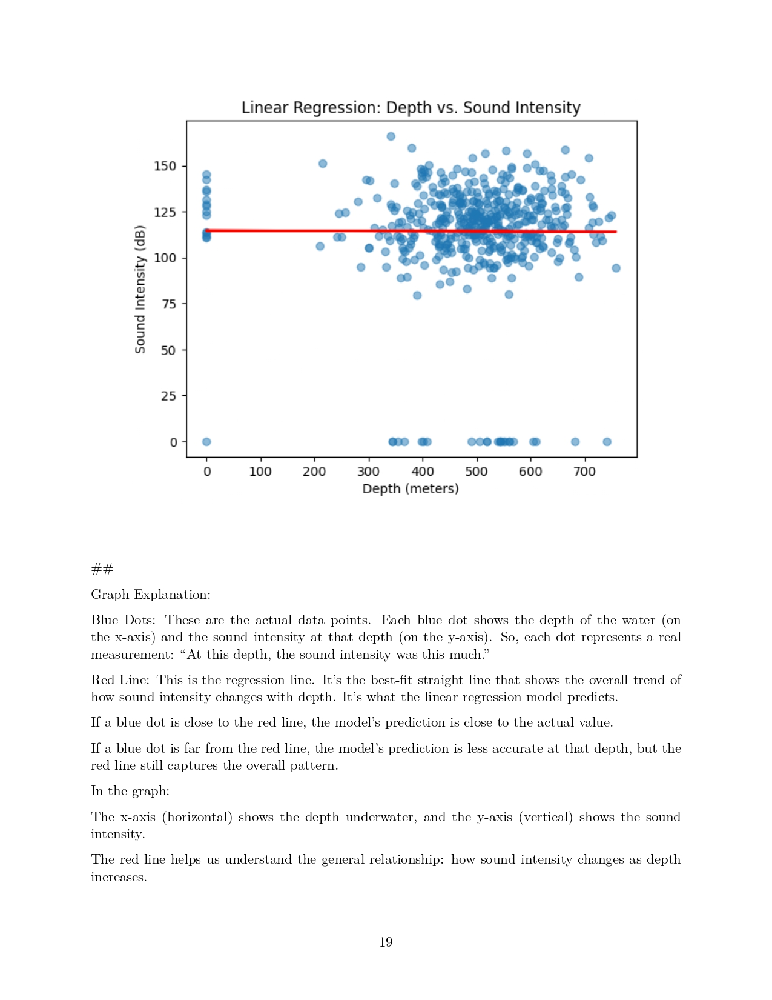 Linear Regression: Depth vs. Sound Intensity
Sound Intensity (dB)
150
125
100
75
50
25
0
0 100 200 300 400 500 600 700
Depth (meters)
##
Graph Explanation:
Blue Dots: These are the actual data points. Each blue dot shows the depth of the water (on
the x-axis) and the sound intensity at that depth (on the y-axis). So, each dot represents a real
measurement: “At this depth, the sound intensity was this much.”
Red Line: This is the regression line. It’s the best-fit straight line that shows the overall trend of
how sound intensity changes with depth. It’s what the linear regression model predicts.
If a blue dot is close to the red line, the model’s prediction is close to the actual value.
If a blue dot is far from the red line, the model’s prediction is less accurate at that depth, but the
red line still captures the overall pattern.
In the graph:
The x-axis (horizontal) shows the depth underwater, and the y-axis (vertical) shows the sound
intensity.
The red line helps us understand the general relationship: how sound intensity changes as depth
increases.
19